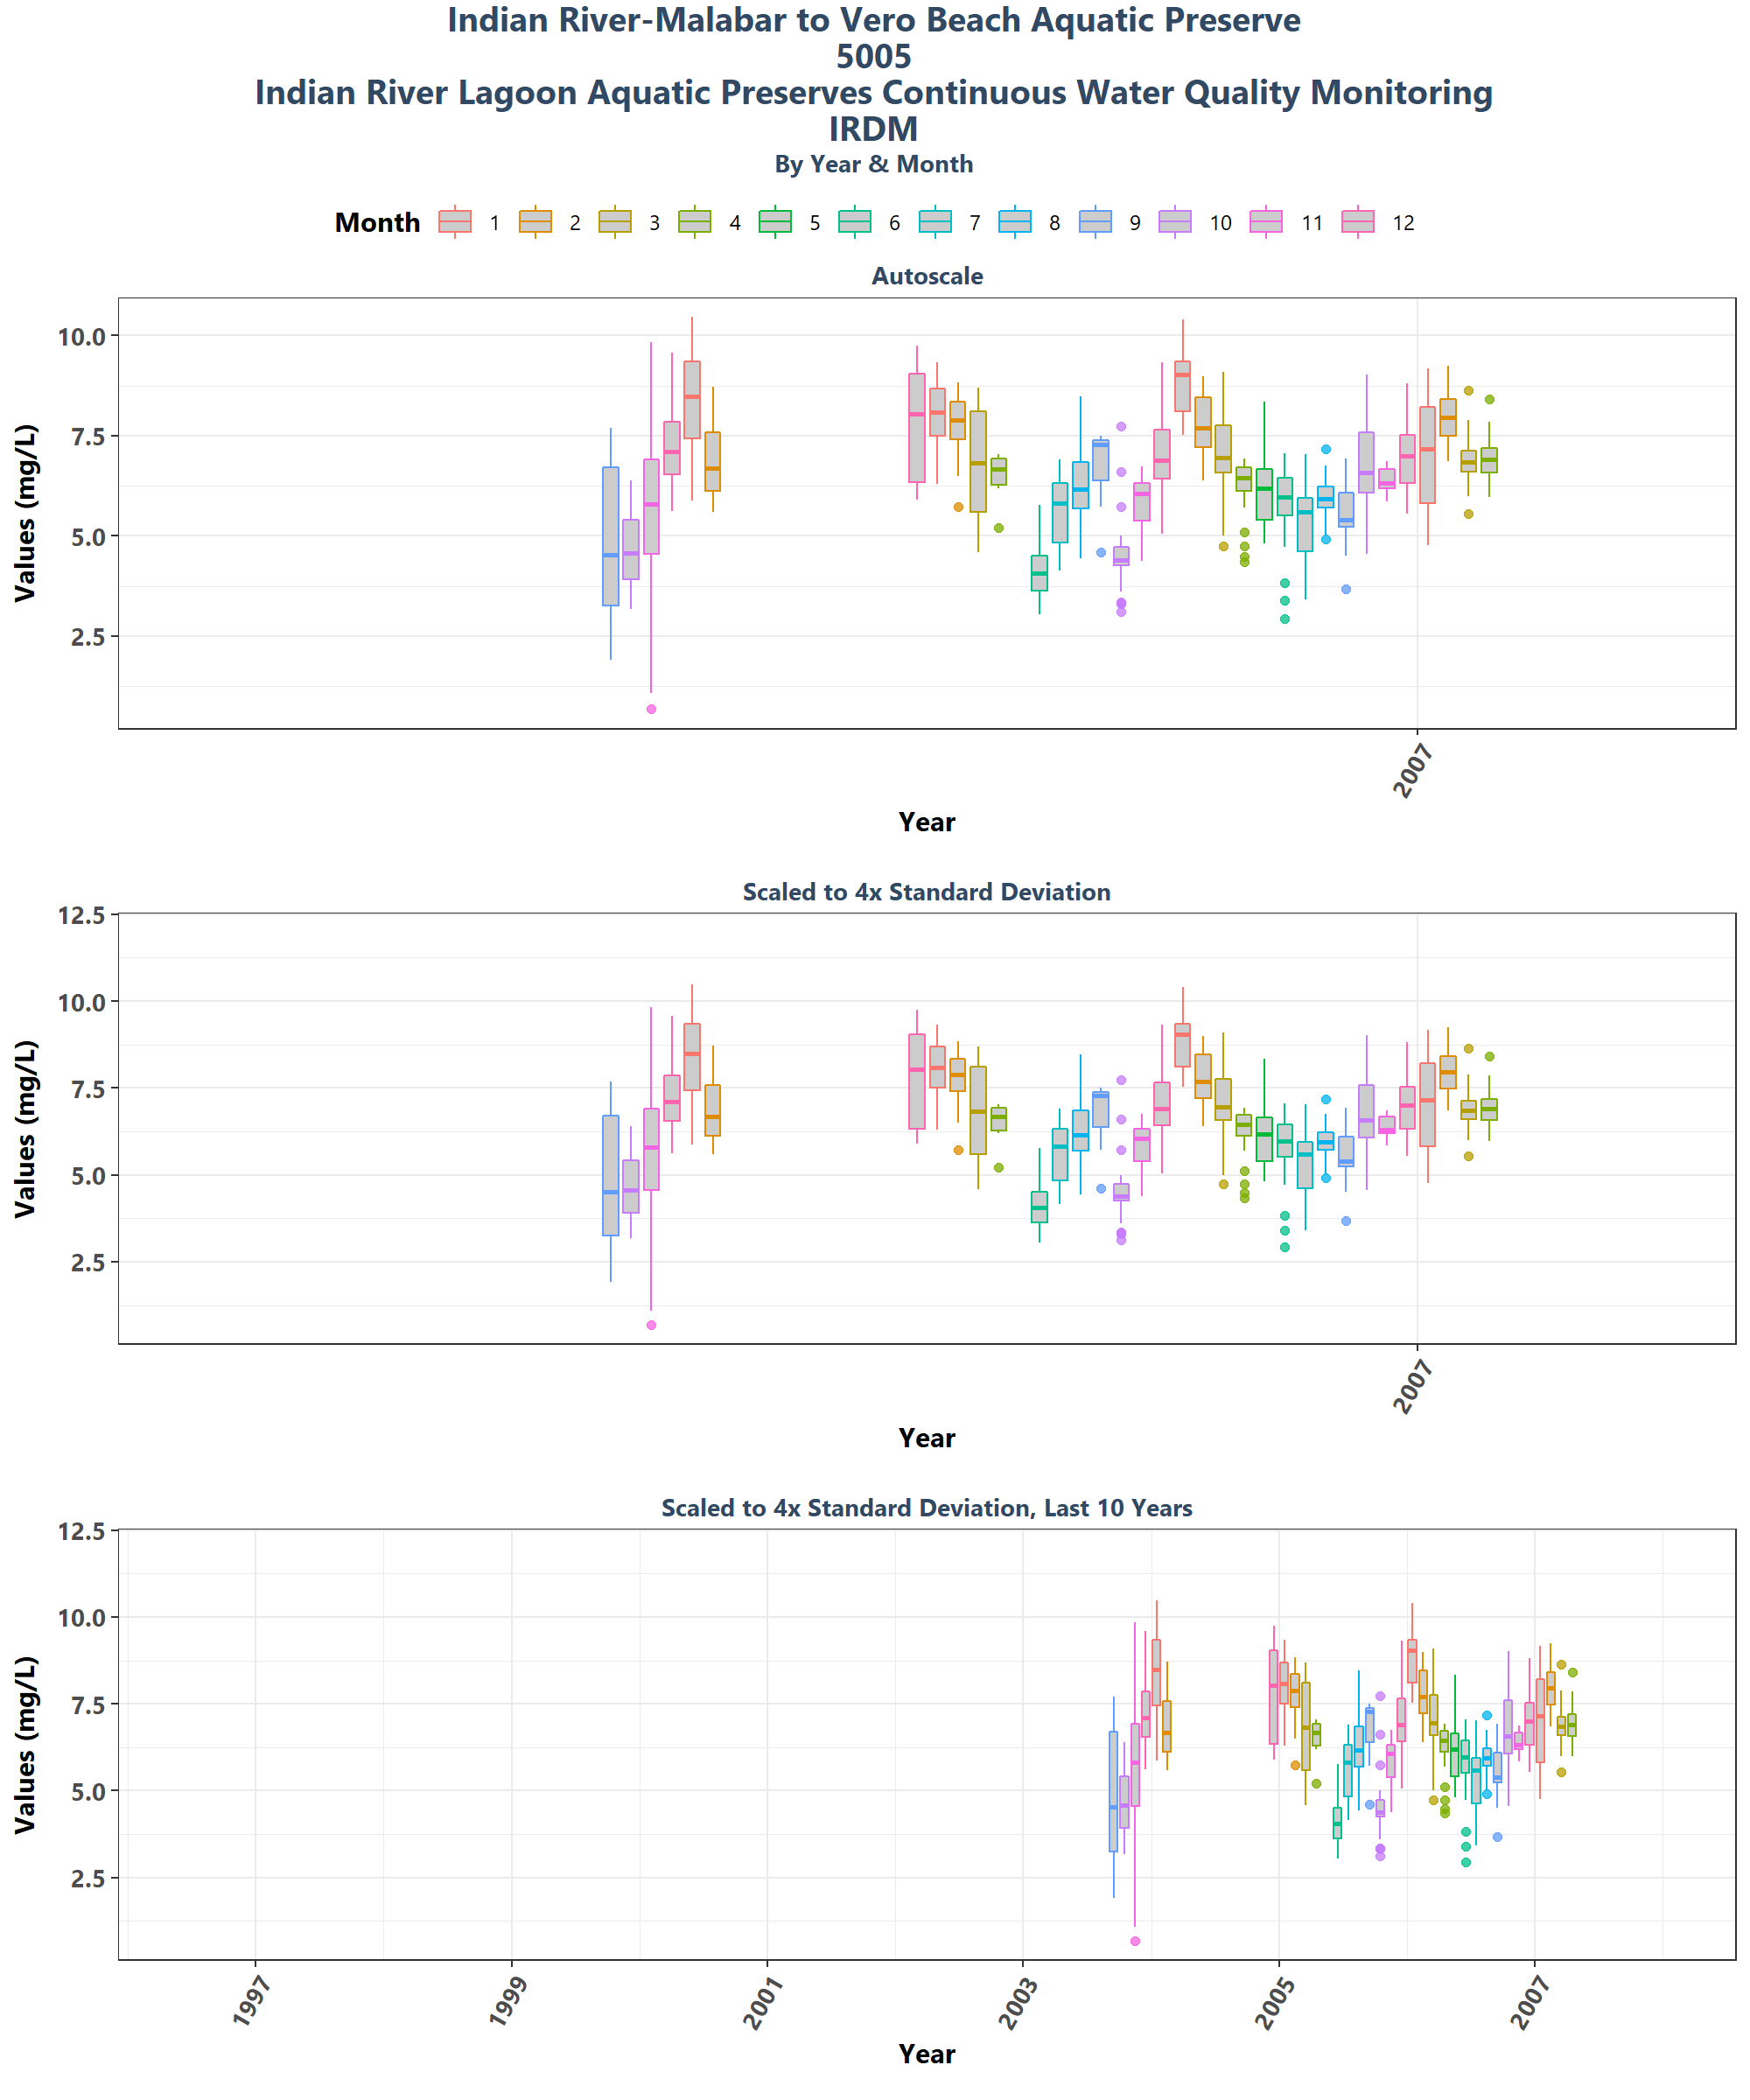 Indian River-Malabar to Vero Beach Aquatic Preserve
5005
Indian River Lagoon Aquatic Preserves Continuous Water Quality Monitoring
IRDM
By Year & Month
Month 1 2 3 4 5 6 7 8 9 10 11 12
Autoscale
Values (mg/L)
10.0
7.5
5.0
2.5
2007
Year
Scaled to 4x Standard Deviation
Values (mg/L)
12.5
10.0
7.5
5.0
2.5
2007
Year
Scaled to 4x Standard Deviation, Last 10 Years
Values (mg/L)
12.5
10.0
7.5
5.0
2.5
1997 1999 2001 2003 2005 2007
Year